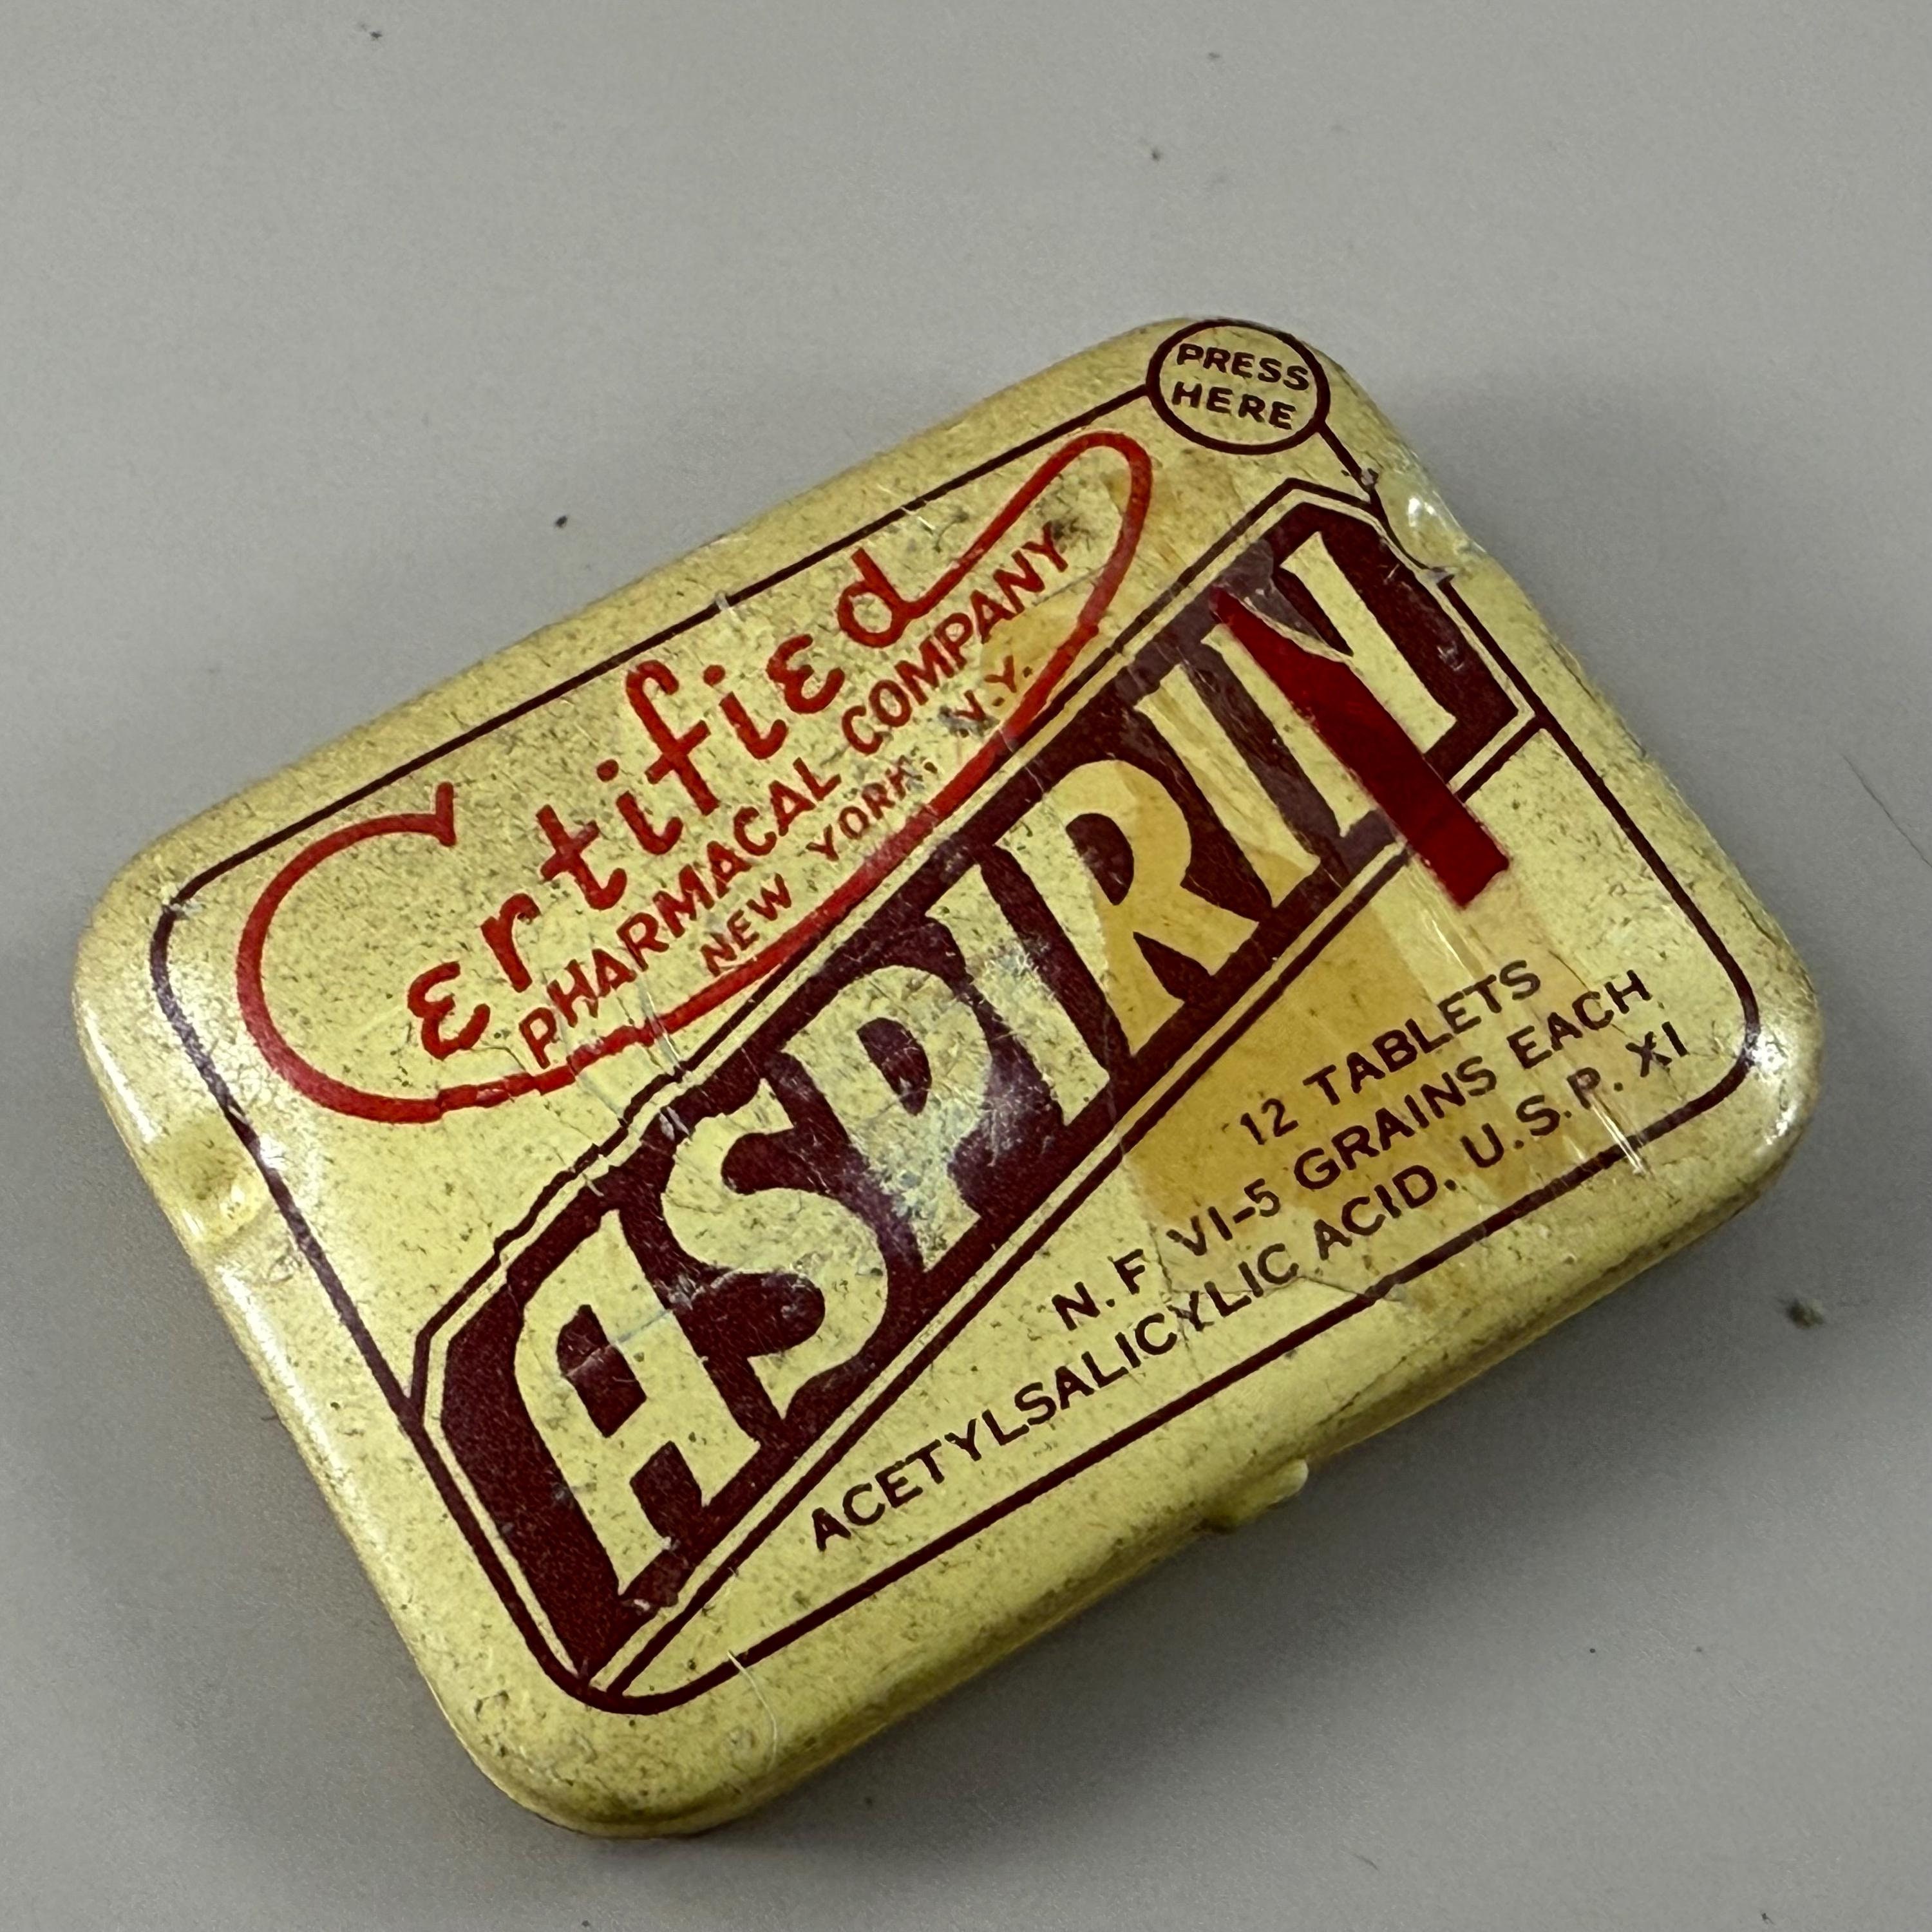 PRESS
HERE
Certified
PHARMACAL COMPANY
NEW YORK, N.Y.
ASPIRIN
12 TABLETS
N. F. VI-5 GRAINS EACH
ACETYLSALICYLIC ACID. U.S.P. XI